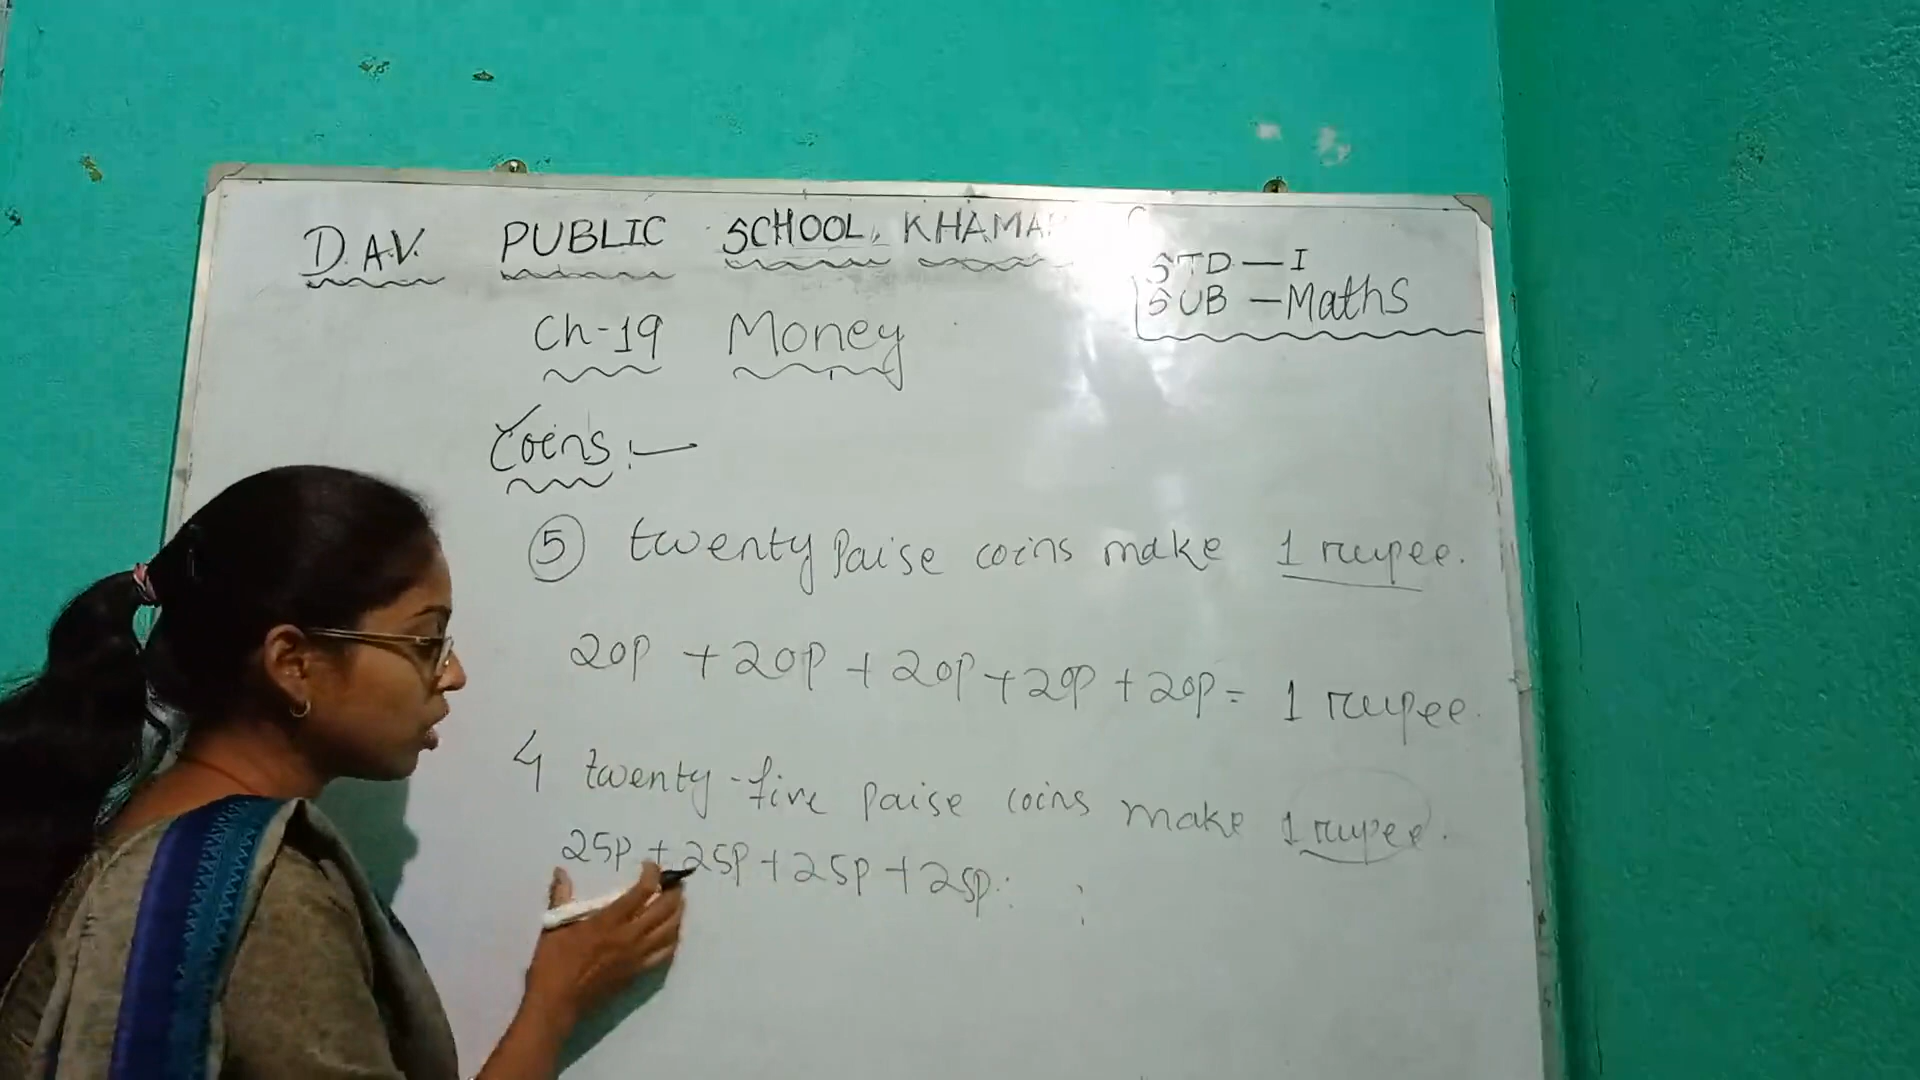 D.A.V. PUBLIC SCHOOL, KHAMA
STD — I
SUB — Maths
Ch-19 Money
Coins :—
5 twenty paise coins make 1 rupee.
20p + 20p + 20p + 20p + 20p = 1 rupee.
4 twenty-five paise coins make 1 rupee.
25p + 25p + 25p + 25p